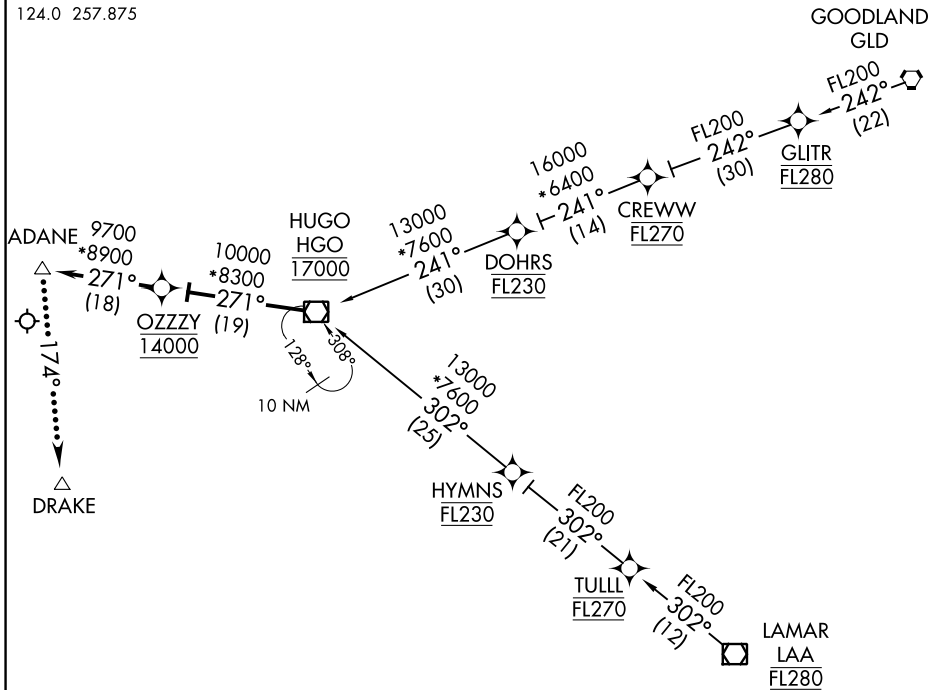 124.0 257.875
GOODLAND
GLD
FL200
242°
(22)
GLITR
FL280
FL200
242°
(30)
CREWW
FL270
16000
*6400
241°
(14)
DOHRS
FL230
13000
*7600
241°
(30)
HUGO
HGO
17000
10000
*8300
271°
(19)
OZZZY
14000
ADANE
9700
*8900
271°
(18)
174°
DRAKE
128°
308°
10 NM
13000
*7600
302°
(25)
HYMNS
FL230
FL200
302°
(21)
TULLL
FL270
FL200
302°
(12)
LAMAR
LAA
FL280